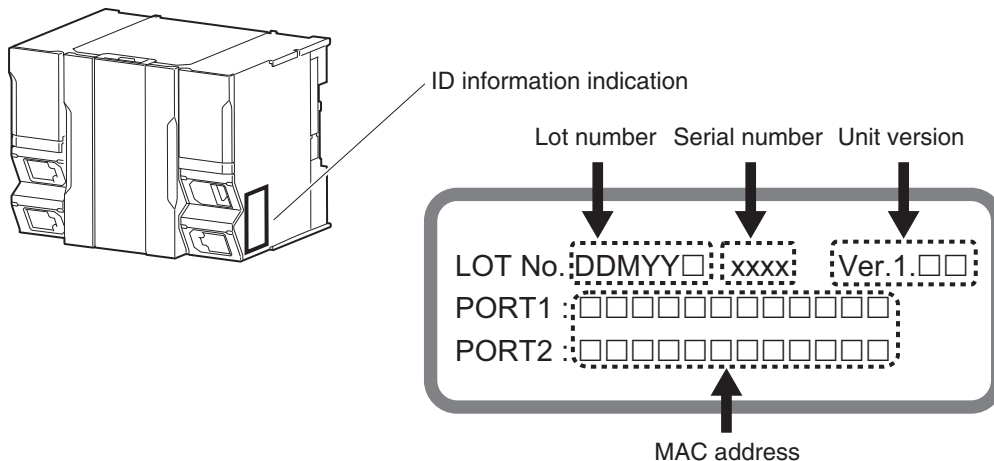 ID information indication
Lot number Serial number Unit version
LOT No. DDMYY□ xxxx Ver.1.□□
PORT1 : □□□□□□□□□□□□
PORT2 : □□□□□□□□□□□□
MAC address